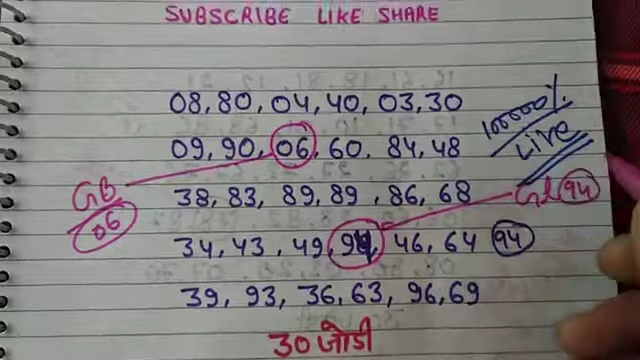 SUBSCRIBE LIKE SHARE
08, 80, 04, 40, 03, 30
100000%
Live
09, 90, 06, 60, 84, 48
GB
06
38, 83, 89, 89, 86, 68
94
34, 43, 49, 94, 46, 64 94
39, 93, 36, 63, 96, 69
30 जोडी